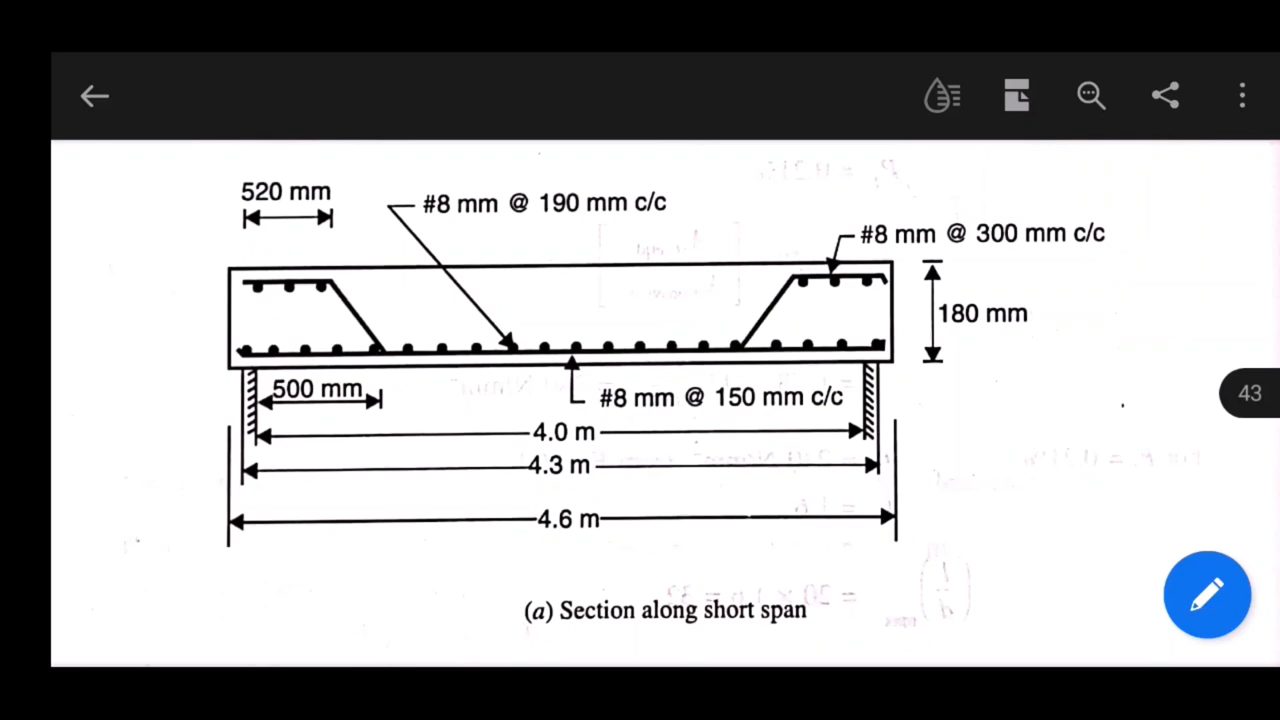 520 mm
#8 mm @ 190 mm c/c
#8 mm @ 300 mm c/c
180 mm
500 mm
#8 mm @ 150 mm c/c
43
4.0 m
4.3 m
4.6 m
(a) Section along short span